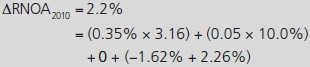 ΔRNOA2010 = 2.2%
= (0.35% × 3.16) + (0.05 × 10.0%)
+ 0 + (−1.62% + 2.26%)